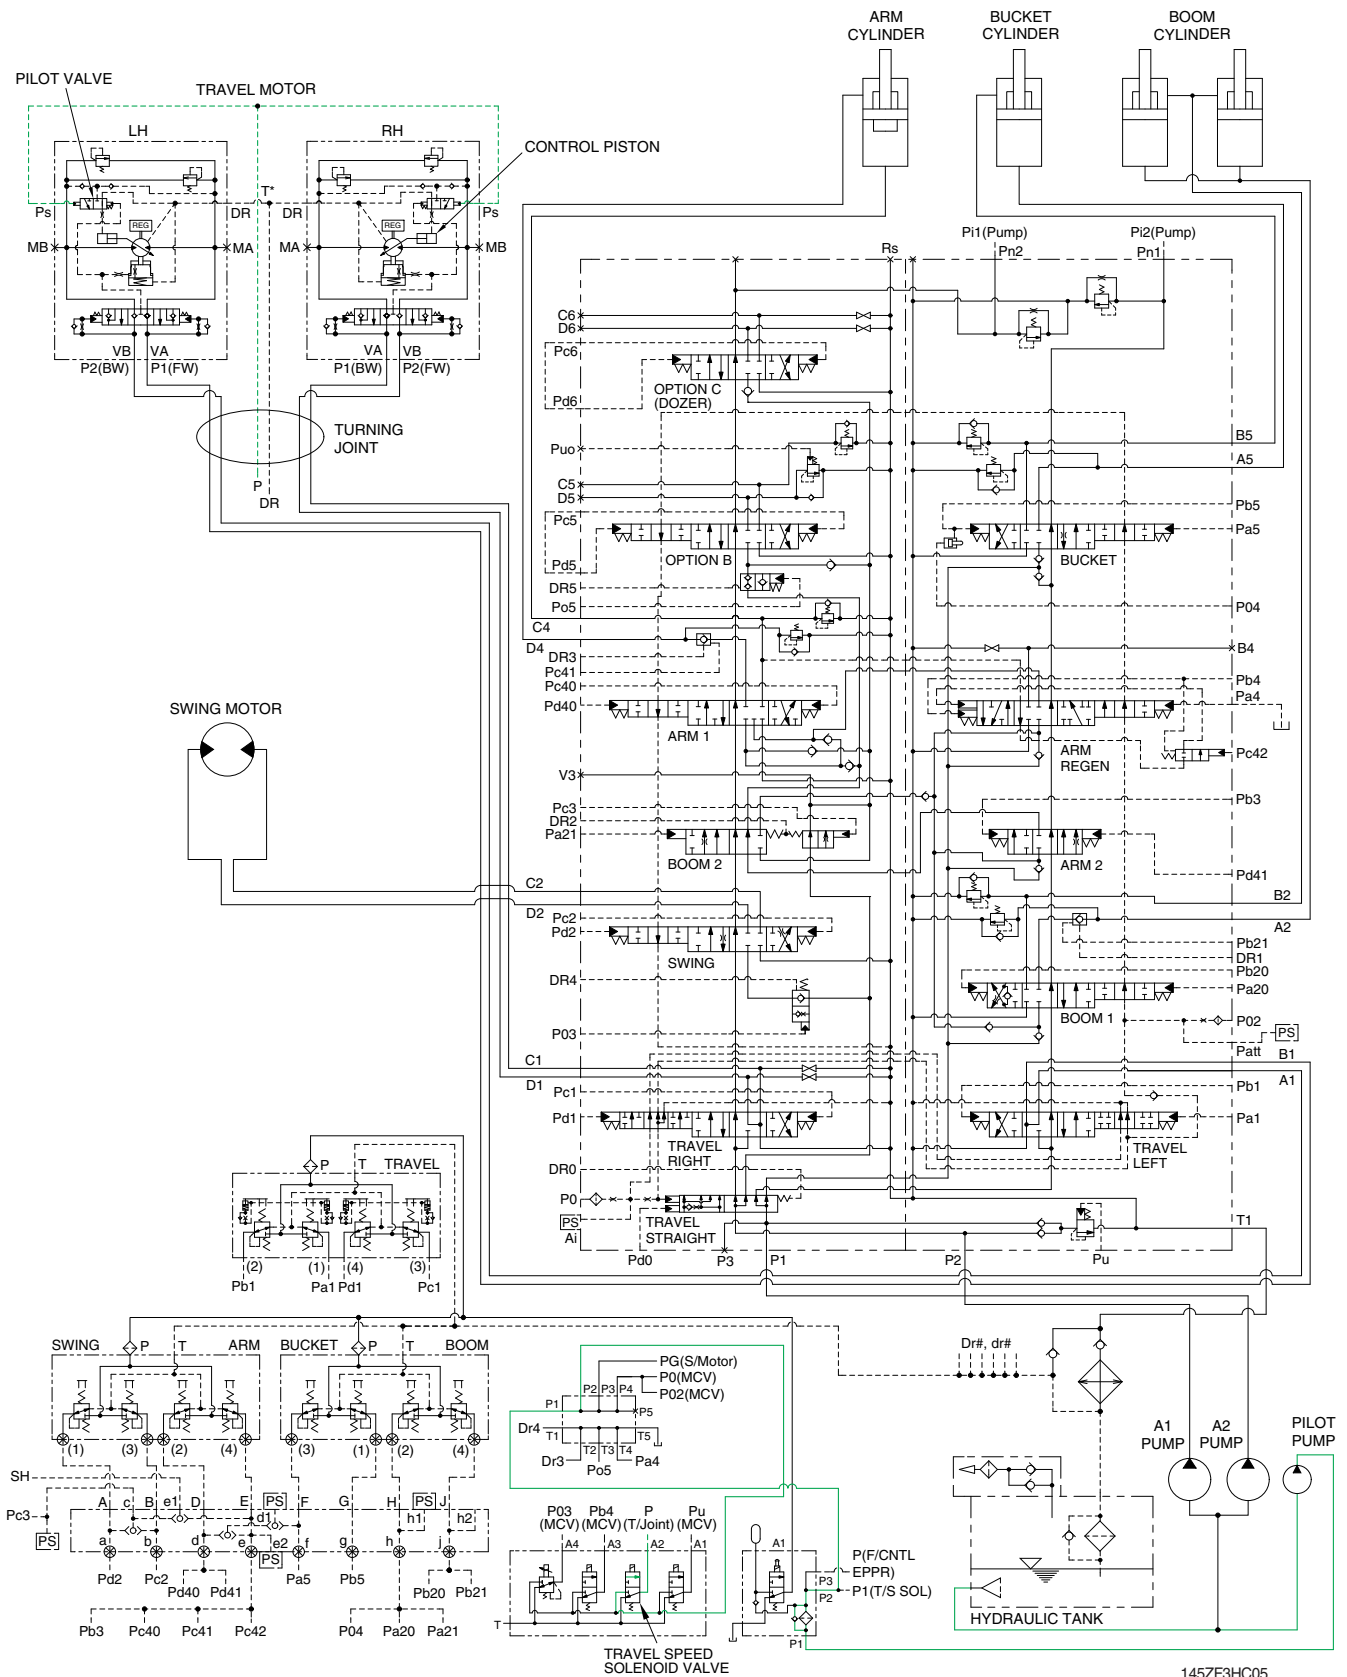 ARM
CYLINDER
BUCKET
CYLINDER
BOOM
CYLINDER
PILOT VALVE
TRAVEL MOTOR
LH
RH
CONTROL PISTON
T*
Ps
DR
DR
Ps
REG
REG
MB
MA
MA
MB
VB
VA
VA
VB
P2(BW)
P1(FW)
P1(BW)
P2(FW)
TURNING
JOINT
P
DR
Rs
Pi1(Pump)
Pn2
Pi2(Pump)
Pn1
C6
D6
Pc6
Pd6
OPTION C
(DOZER)
Puo
C5
D5
Pc5
Pd5
OPTION B
DR5
Po5
B5
A5
Pb5
Pa5
BUCKET
P04
C4
D4
DR3
Pc41
Pc40
Pd40
ARM 1
B4
Pb4
Pa4
ARM
REGEN
Pc42
SWING MOTOR
V3
Pc3
DR2
Pa21
BOOM 2
Pb3
ARM 2
Pd41
C2
D2
Pc2
Pd2
SWING
DR4
P03
B2
A2
Pb21
DR1
Pb20
Pa20
BOOM 1
P02
PS
Patt
C1
D1
Pc1
Pd1
TRAVEL
RIGHT
B1
A1
Pb1
Pa1
TRAVEL
LEFT
DR0
P0
PS
Ai
TRAVEL
STRAIGHT
T1
Pd0
P3
P1
P2
Pu
P
T
TRAVEL
(2)
(1)
(4)
(3)
Pb1
Pa1
Pd1
Pc1
SWING
P
T
ARM
BUCKET
P
T
BOOM
(1)
(3)
(2)
(4)
(3)
(1)
(2)
(4)
SH
Pc3
PS
A
c
B
e1
D
E
PS
d1
F
G
H
PS
h1
J
h2
a
b
d
e
e2
PS
f
g
h
j
Pd2
Pc2
Pd40
Pd41
Pa5
Pb5
Pb20
Pb21
Pb3
Pc40
Pc41
Pc42
P04
Pa20
Pa21
PG(S/Motor)
P0(MCV)
P02(MCV)
P1
P2
P3
P4
P5
Dr4
T1
T2
T3
T4
T5
Dr3
Po5
Pa4
P03
(MCV)
Pb4
(MCV)
P
(T/Joint)
Pu
(MCV)
A4
A3
A2
A1
T
TRAVEL SPEED
SOLENOID VALVE
A1
P(F/CNTL
EPPR)
P3
P2
P1(T/S SOL)
P1
Dr#, dr#
A1
PUMP
A2
PUMP
PILOT
PUMP
HYDRAULIC TANK
145ZF3HC05